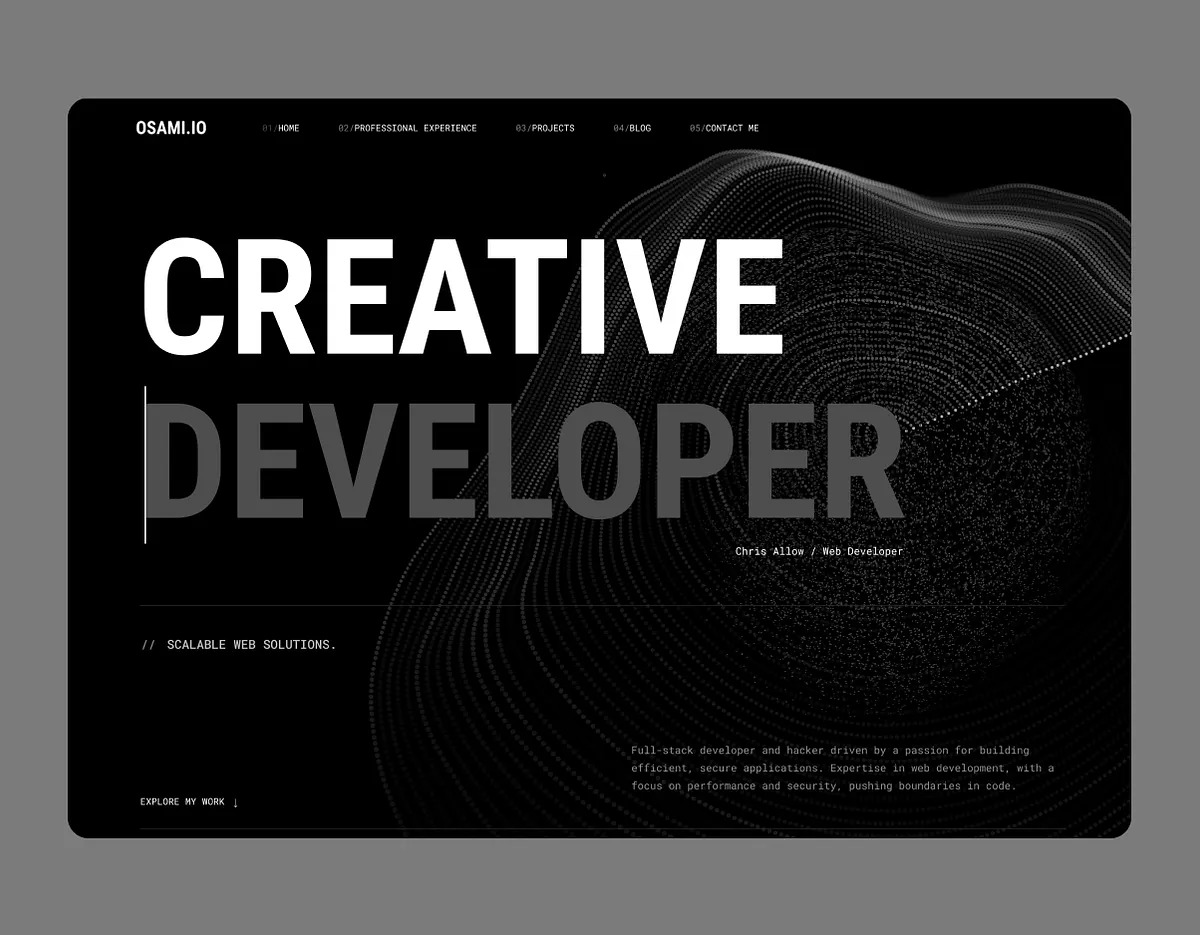 OSAMI.IO
01/HOME
02/PROFESSIONAL EXPERIENCE
03/PROJECTS
04/BLOG
05/CONTACT ME
CREATIVE
DEVELOPER
Chris Allow / Web Developer
// SCALABLE WEB SOLUTIONS.
Full-stack developer and hacker driven by a passion for building
efficient, secure applications. Expertise in web development, with a
focus on performance and security, pushing boundaries in code.
EXPLORE MY WORK ↓